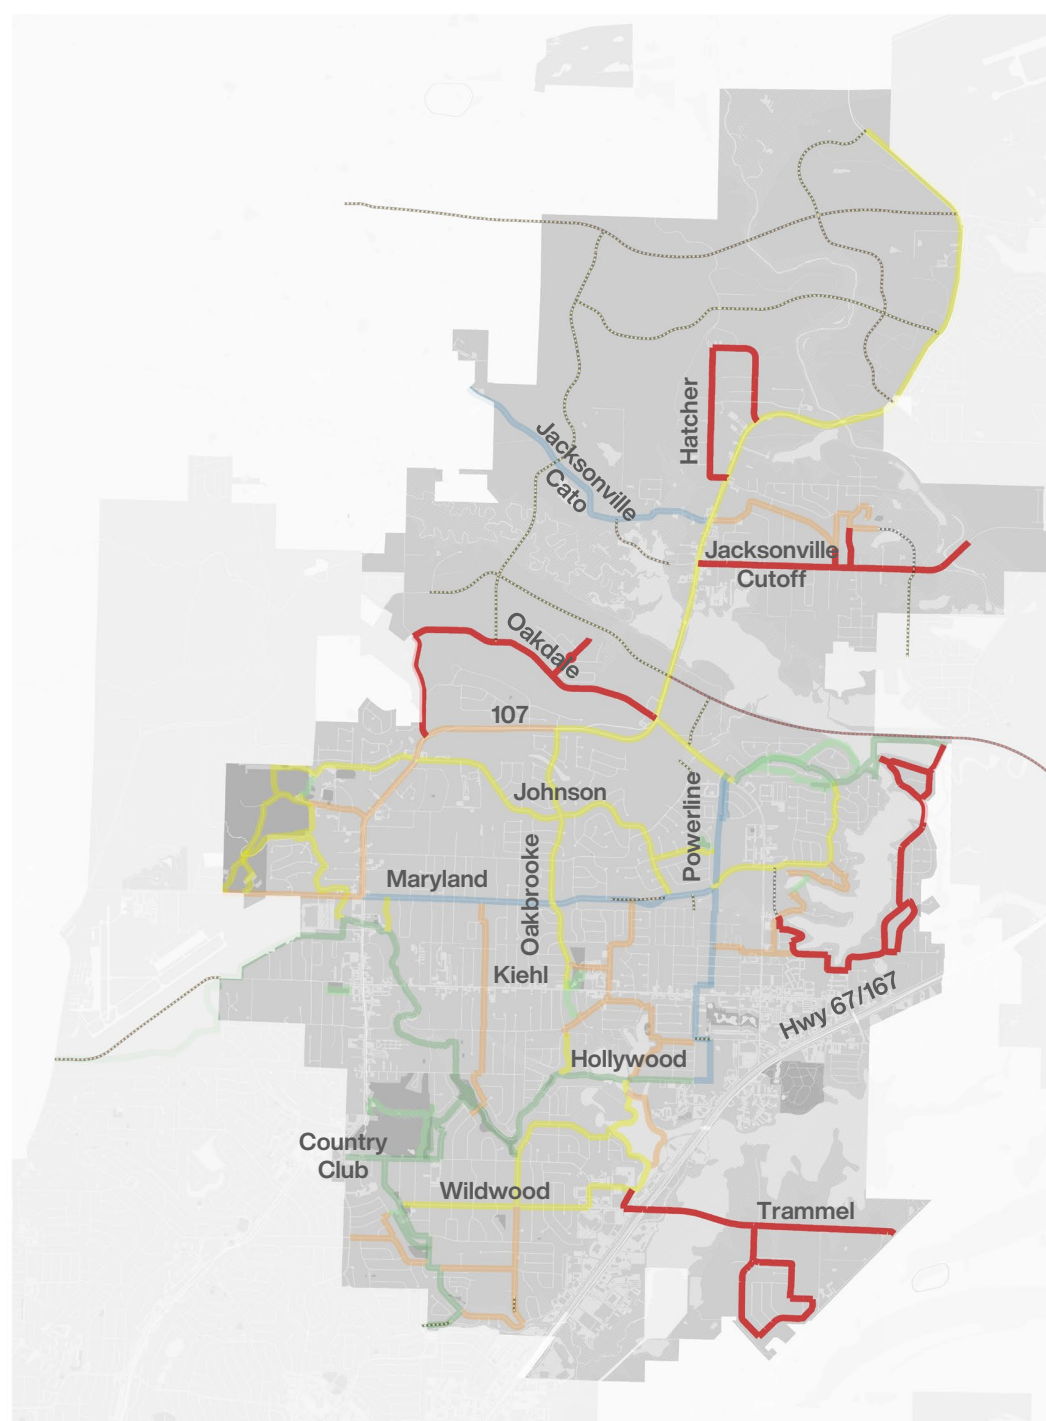 Hatcher
Jacksonville
Cato
Jacksonville
Cutoff
Oakdale
107
Johnson
Powerline
Maryland
Oakbrooke
Kiehl
Hwy 67/167
Hollywood
Country
Club
Wildwood
Trammel